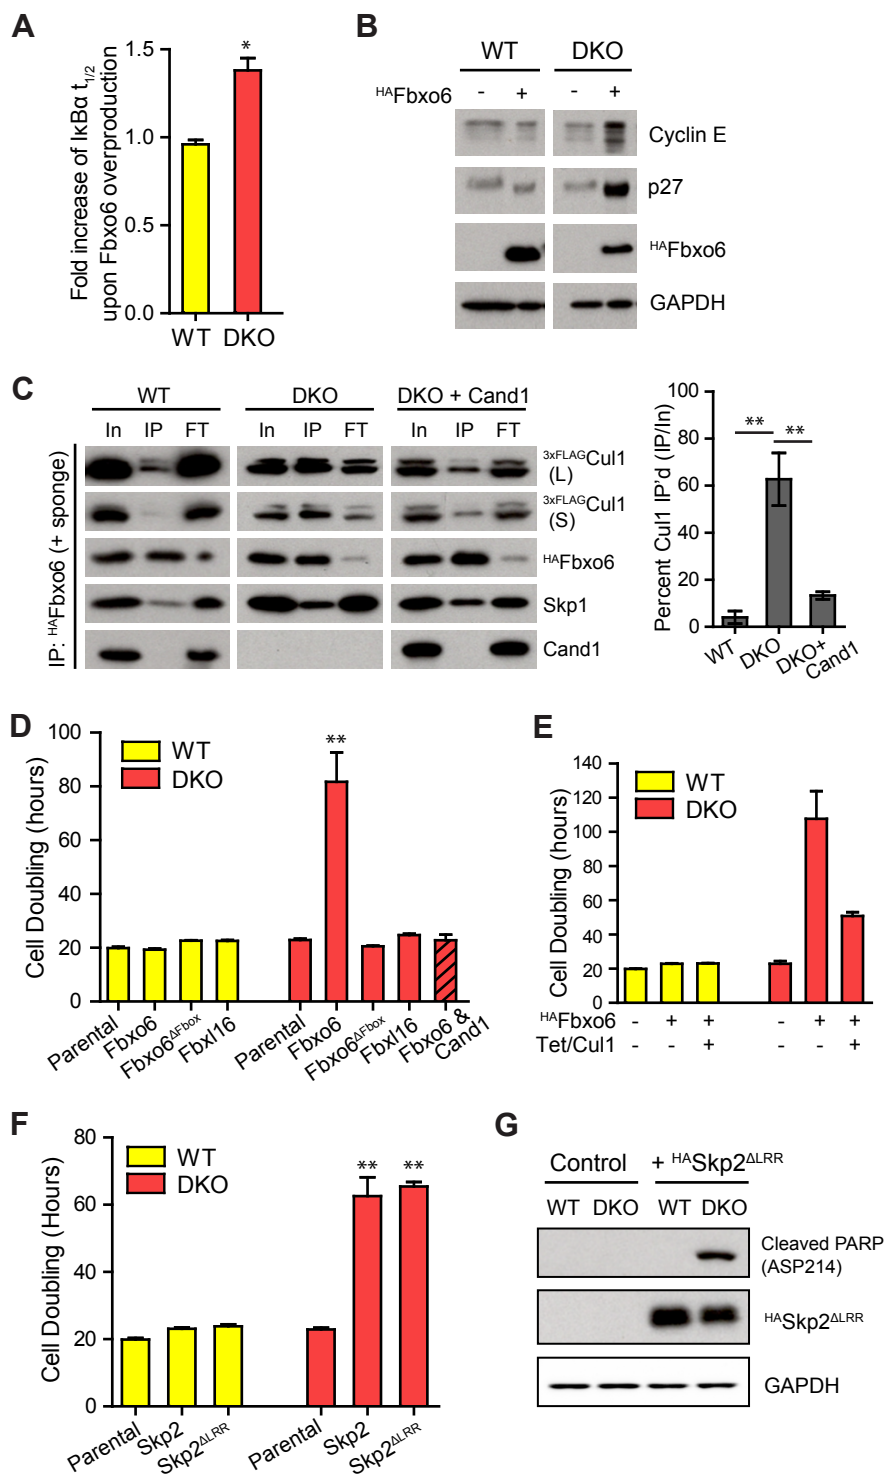 A
Fold increase of IκBα t1/2
upon Fbxo6 overproduction
1.5
1.0
0.5
0.0
*
WT DKO
B
WT DKO
HAFbxo6 - + - +
Cyclin E
p27
HAFbxo6
GAPDH
C
WT DKO DKO + Cand1
In IP FT In IP FT In IP FT
IP: HAFbxo6 (+ sponge)
3xFLAGCul1
(L)
3xFLAGCul1
(S)
HAFbxo6
Skp1
Cand1
Percent Cul1 IP'd (IP/In)
100
80
60
40
20
0
** **
WT
DKO
DKO+
Cand1
D
Cell Doubling (hours)
100
80
60
40
20
0
WT
DKO
**
Parental
Fbxo6
Fbxo6ΔFbox
Fbxl16
Parental
Fbxo6
Fbxo6ΔFbox
Fbxl16
Fbxo6 &
Cand1
E
Cell Doubling (hours)
140
120
100
80
60
40
20
0
WT
DKO
HAFbxo6 - + + - + +
Tet/Cul1 - - + - - +
F
Cell Doubling (Hours)
80
60
40
20
0
WT
DKO
** **
Parental
Skp2
Skp2ΔLRR
Parental
Skp2
Skp2ΔLRR
G
Control + HASkp2ΔLRR
WT DKO WT DKO
Cleaved PARP
(ASP214)
HASkp2ΔLRR
GAPDH